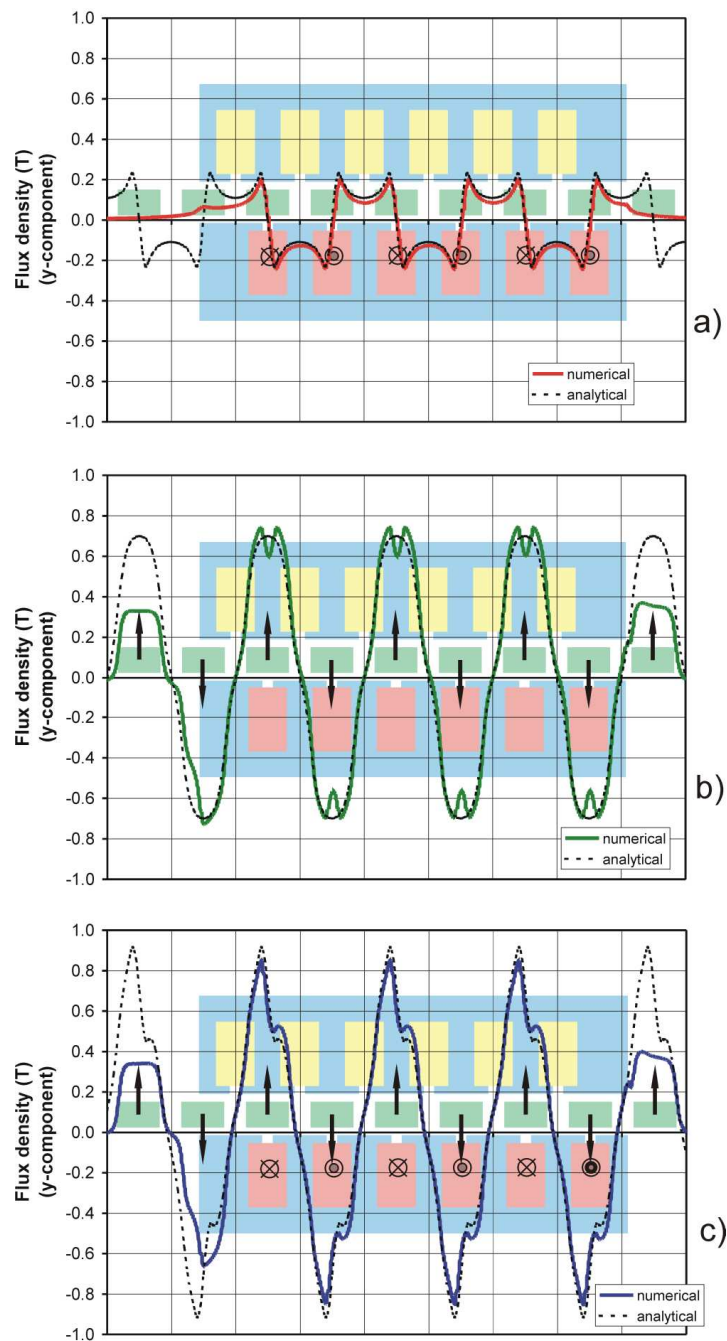 1.0
0.8
0.6
0.4
0.2
0.0
-0.2
-0.4
-0.6
-0.8
-1.0
Flux density (T)
(y-component)
numerical
analytical
a)
1.0
0.8
0.6
0.4
0.2
0.0
-0.2
-0.4
-0.6
-0.8
-1.0
Flux density (T)
(y-component)
numerical
analytical
b)
1.0
0.8
0.6
0.4
0.2
0.0
-0.2
-0.4
-0.6
-0.8
-1.0
Flux density (T)
(y-component)
numerical
analytical
c)